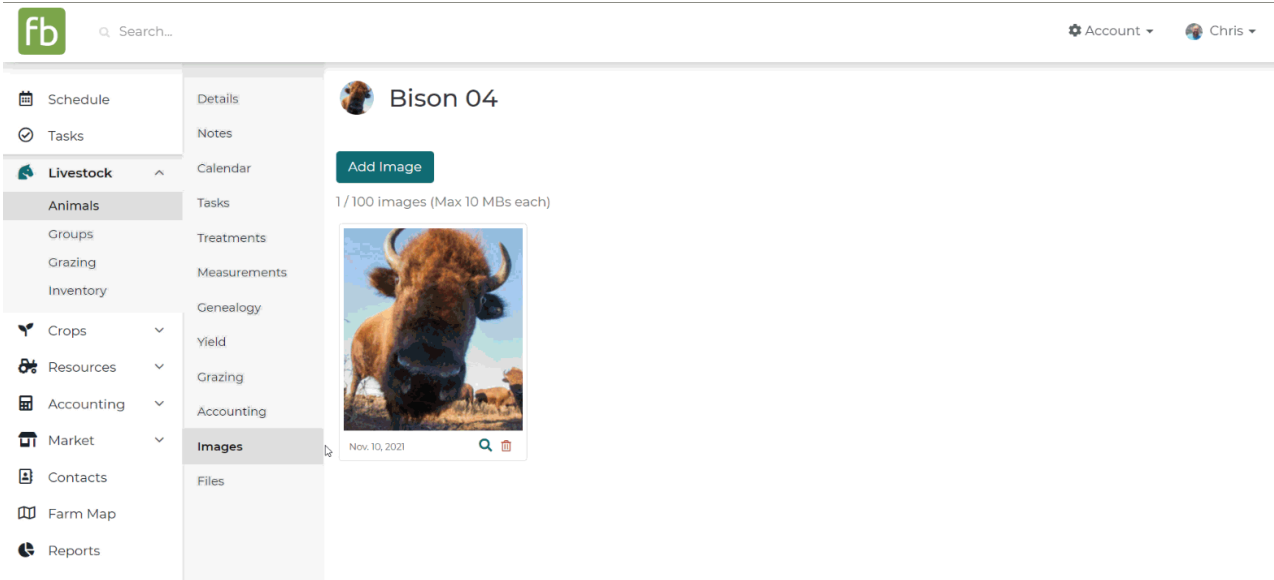 fb
Search...
Account
Chris
Schedule
Tasks
Livestock
Animals
Groups
Grazing
Inventory
Crops
Resources
Accounting
Market
Contacts
Farm Map
Reports
Details
Notes
Calendar
Tasks
Treatments
Measurements
Genealogy
Yield
Grazing
Accounting
Images
Files
Bison 04
Add Image
1 / 100 images (Max 10 MBs each)
Nov. 10, 2021